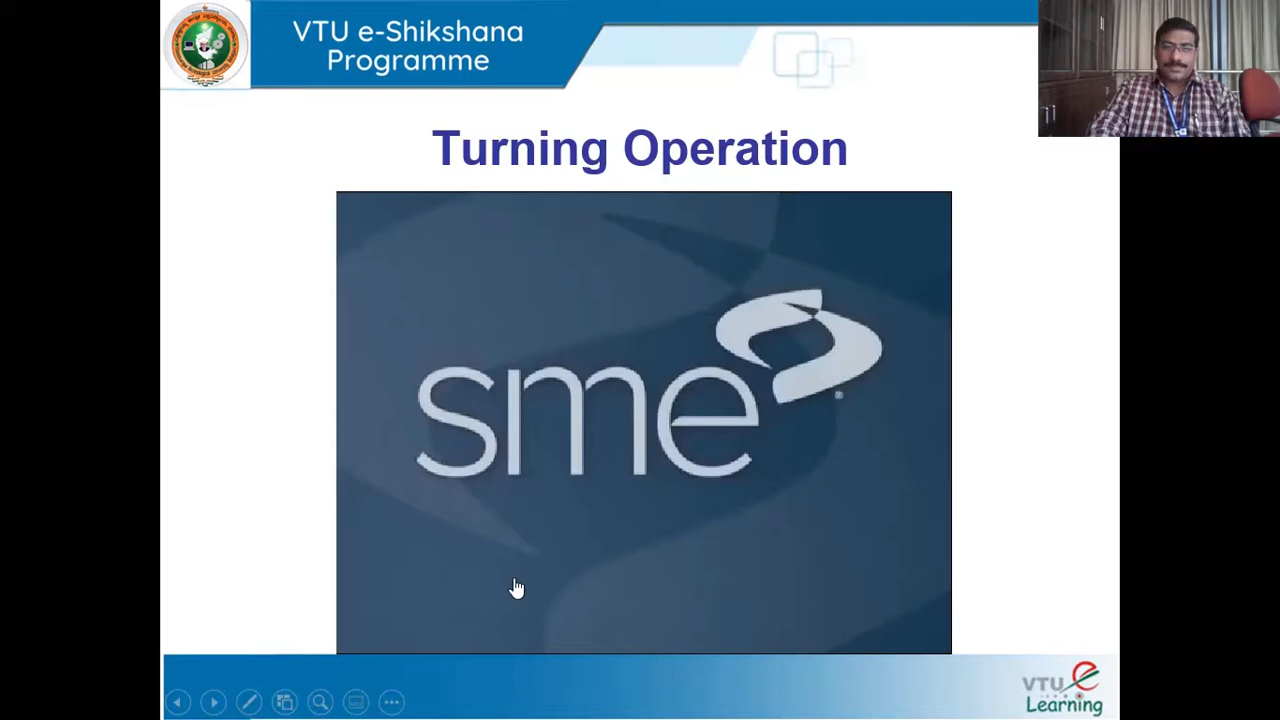 VTU e-Shikshana
Programme
Turning Operation
sme®
VTU e
Learning